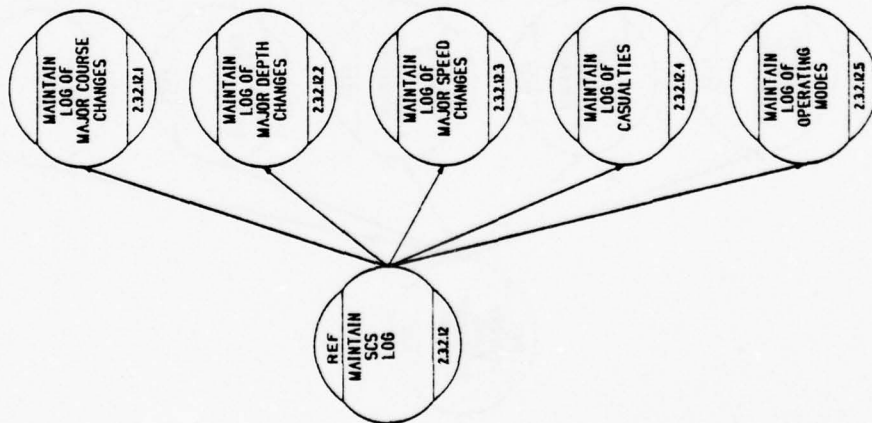 REF
MAINTAIN
SCS
LOG
2.3.2.12
MAINTAIN
LOG OF
MAJOR COURSE
CHANGES
2.3.2.12.1
MAINTAIN
LOG OF
MAJOR DEPTH
CHANGES
2.3.2.12.2
MAINTAIN
LOG OF
MAJOR SPEED
CHANGES
2.3.2.12.3
MAINTAIN
LOG OF
CASUALTIES
2.3.2.12.4
MAINTAIN
LOG OF
OPERATING
MODES
2.3.2.12.5